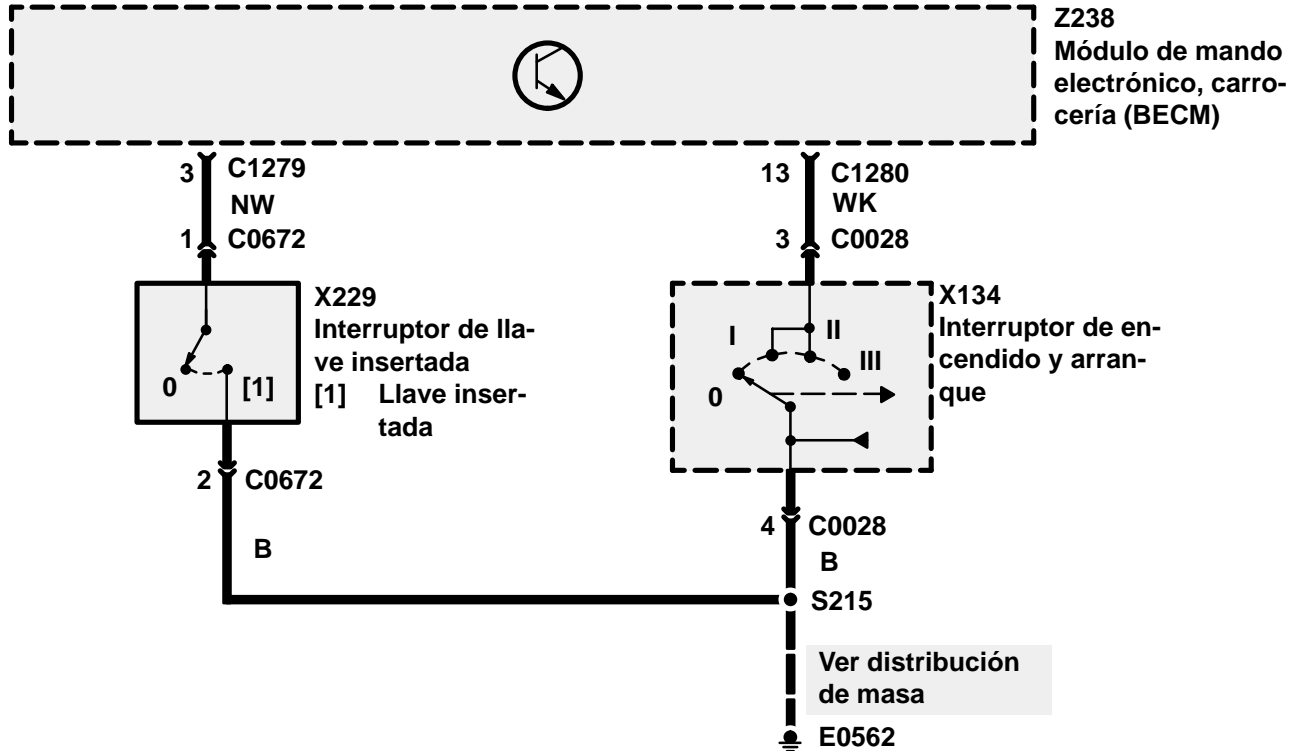 Z238
Módulo de mando
electrónico, carro-
cería (BECM)
3 C1279
NW
1 C0672
13 C1280
WK
3 C0028
X229
Interruptor de lla-
ve insertada
[1] Llave inser-
tada
0 [1]
X134
Interruptor de en-
cendido y arran-
que
I II
III
0
2 C0672
B
4 C0028
B
S215
Ver distribución
de masa
E0562